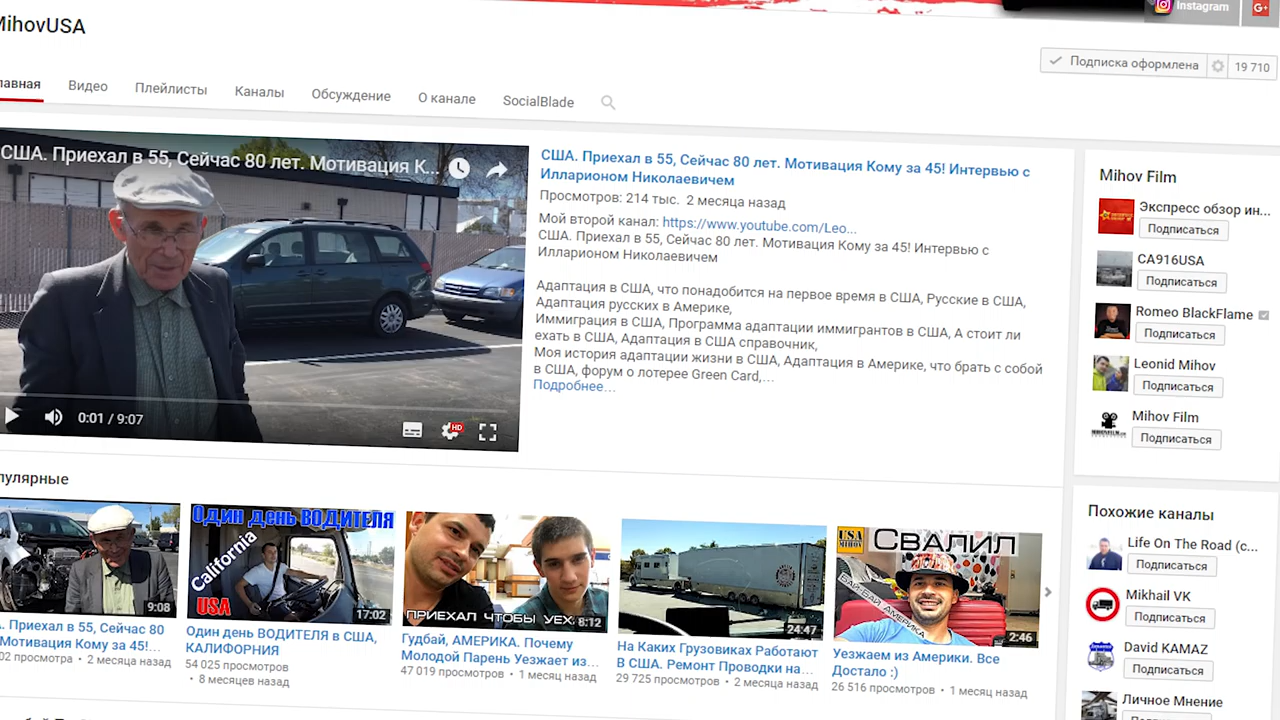 Instagram
MihovUSA
Подписка оформлена 19 710
лавная Видео Плейлисты Каналы Обсуждение О канале SocialBlade
США. Приехал в 55, Сейчас 80 лет. Мотивация К...
0:01 / 9:07
HD
США. Приехал в 55, Сейчас 80 лет. Мотивация Кому за 45! Интервью с
Илларионом Николаевичем
Просмотров: 214 тыс. 2 месяца назад
Мой второй канал: https://www.youtube.com/Leo...
США. Приехал в 55, Сейчас 80 лет. Мотивация Кому за 45! Интервью с
Илларионом Николаевичем
Адаптация в США, что понадобится на первое время в США, Русские в США,
Адаптация русских в Америке,
Иммиграция в США, Программа адаптации иммигрантов в США, А стоит ли
ехать в США, Адаптация в США справочник,
Моя история адаптации жизни в США, Адаптация в Америке, что брать с собой
в США, форум о лотерее Green Card,...
Подробнее...
Mihov Film
Экспресс обзор ин...
Подписаться
CA916USA
Подписаться
Romeo BlackFlame
Подписаться
Leonid Mihov
Подписаться
Mihov Film
Подписаться
пулярные
9:08
А. Приехал в 55, Сейчас 80
Мотивация Кому за 45!...
02 просмотра • 2 месяца назад
Один день ВОДИТЕЛЯ
California
USA
17:02
Один день ВОДИТЕЛЯ в США,
КАЛИФОРНИЯ
54 025 просмотров
• 8 месяцев назад
ПРИЕХАЛ ЧТОБЫ УЕХ
8:12
Гудбай, АМЕРИКА. Почему
Молодой Парень Уезжает из...
47 019 просмотров • 1 месяц назад
24:47
На Каких Грузовиках Работают
В США. Ремонт Проводки на...
29 725 просмотров • 2 месяца назад
USA
MIHOV
СВАЛИЛ
ГУДБАЙ АМЕРИКА
2:46
Уезжаем из Америки. Все
Достало :)
26 516 просмотров • 1 месяц назад
Похожие каналы
Life On The Road (с...
Подписаться
Mikhail VK
Подписаться
David KAMAZ
Подписаться
Личное Мнение